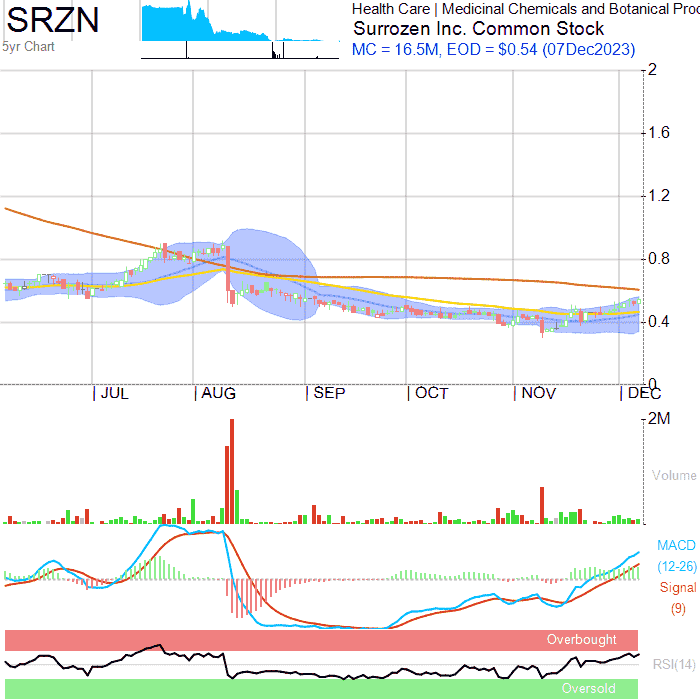 SRZN
5yr Chart
Health Care | Medicinal Chemicals and Botanical Proc
Surrozen Inc. Common Stock
MC = 16.5M, EOD = $0.54 (07Dec2023)
2
1.6
1.2
0.8
0.4
0
JUL AUG SEP OCT NOV DEC
2M
Volume
MACD
(12-26)
Signal
(9)
Overbought
RSI(14)
Oversold